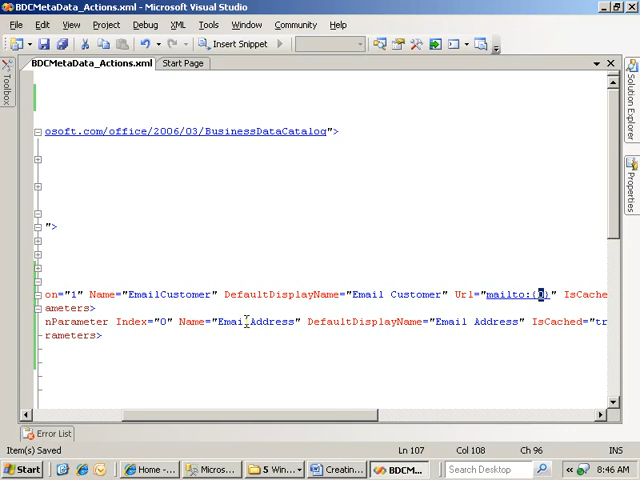 BDCMetaData_Actions.xml - Microsoft Visual Studio
File Edit View Project Debug XML Tools Window Community Help
Insert Snippet
BDCMetaData_Actions.xml Start Page
Toolbox
Solution Explorer
Properties
osoft.com/office/2006/03/BusinessDataCatalog">
">
on="1" Name="EmailCustomer" DefaultDisplayName="Email Customer" Url="mailto:{0}" IsCache
ameters>
nParameter Index="0" Name="EmailAddress" DefaultDisplayName="Email Address" IsCached="tr
rameters>
Error List
Item(s) Saved Ln 107 Col 108 Ch 96 INS
Start Home -... Micros... 5 Win... Creatin... BDCM... Search Desktop 8:46 AM